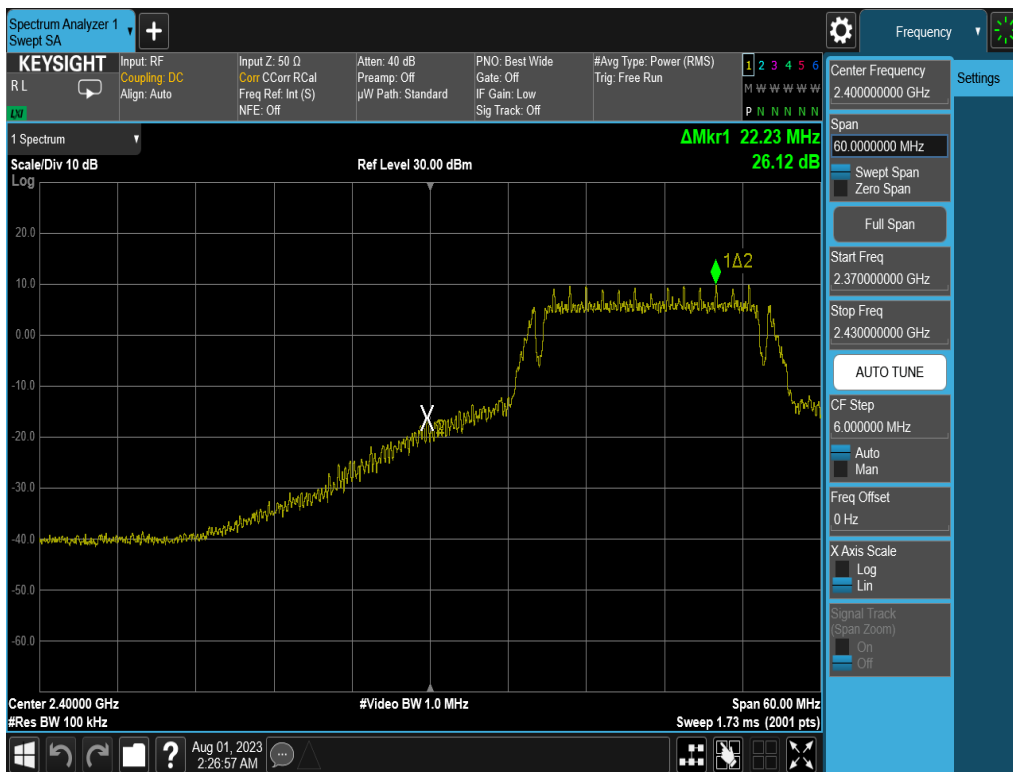 Spectrum Analyzer 1
Swept SA
+
Frequency
KEYSIGHT
R L
LXI
Input: RF
Coupling: DC
Align: Auto
Input Z: 50 Ω
Corr CCorr RCal
Freq Ref: Int (S)
NFE: Off
Atten: 40 dB
Preamp: Off
µW Path: Standard
PNO: Best Wide
Gate: Off
IF Gain: Low
Sig Track: Off
#Avg Type: Power (RMS)
Trig: Free Run
1 2 3 4 5 6
M W W W W W
P N N N N N
Center Frequency
2.400000000 GHz
Settings
Span
60.0000000 MHz
Swept Span
Zero Span
Full Span
Start Freq
2.370000000 GHz
Stop Freq
2.430000000 GHz
AUTO TUNE
CF Step
6.000000 MHz
Auto
Man
Freq Offset
0 Hz
X Axis Scale
Log
Lin
Signal Track
(Span Zoom)
On
Off
1 Spectrum
ΔMkr1 22.23 MHz
26.12 dB
Scale/Div 10 dB
Ref Level 30.00 dBm
Log
20.0
10.0
0.00
-10.0
-20.0
-30.0
-40.0
-50.0
-60.0
1Δ2
X2
Center 2.40000 GHz
#Video BW 1.0 MHz
Span 60.00 MHz
#Res BW 100 kHz
Sweep 1.73 ms (2001 pts)
?
Aug 01, 2023
2:26:57 AM